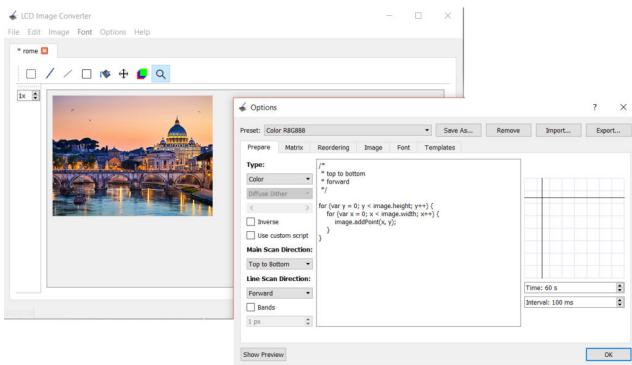 LCD Image Converter
File Edit Image Font Options Help
* rome
1x
Options
Preset: Color R8G8B8 Save As... Remove Import... Export...
Prepare Matrix Reordering Image Font Templates
Type:
Color
Diffuse Dither
Inverse
Use custom script
Main Scan Direction:
Top to Bottom
Line Scan Direction:
Forward
Bands
1 px
/*
* top to bottom
* forward
*/
for (var y = 0; y < image.height; y++) {
for (var x = 0; x < image.width; x++) {
image.addPoint(x, y);
}
}
Time: 60 s
Interval: 100 ms
Show Preview OK